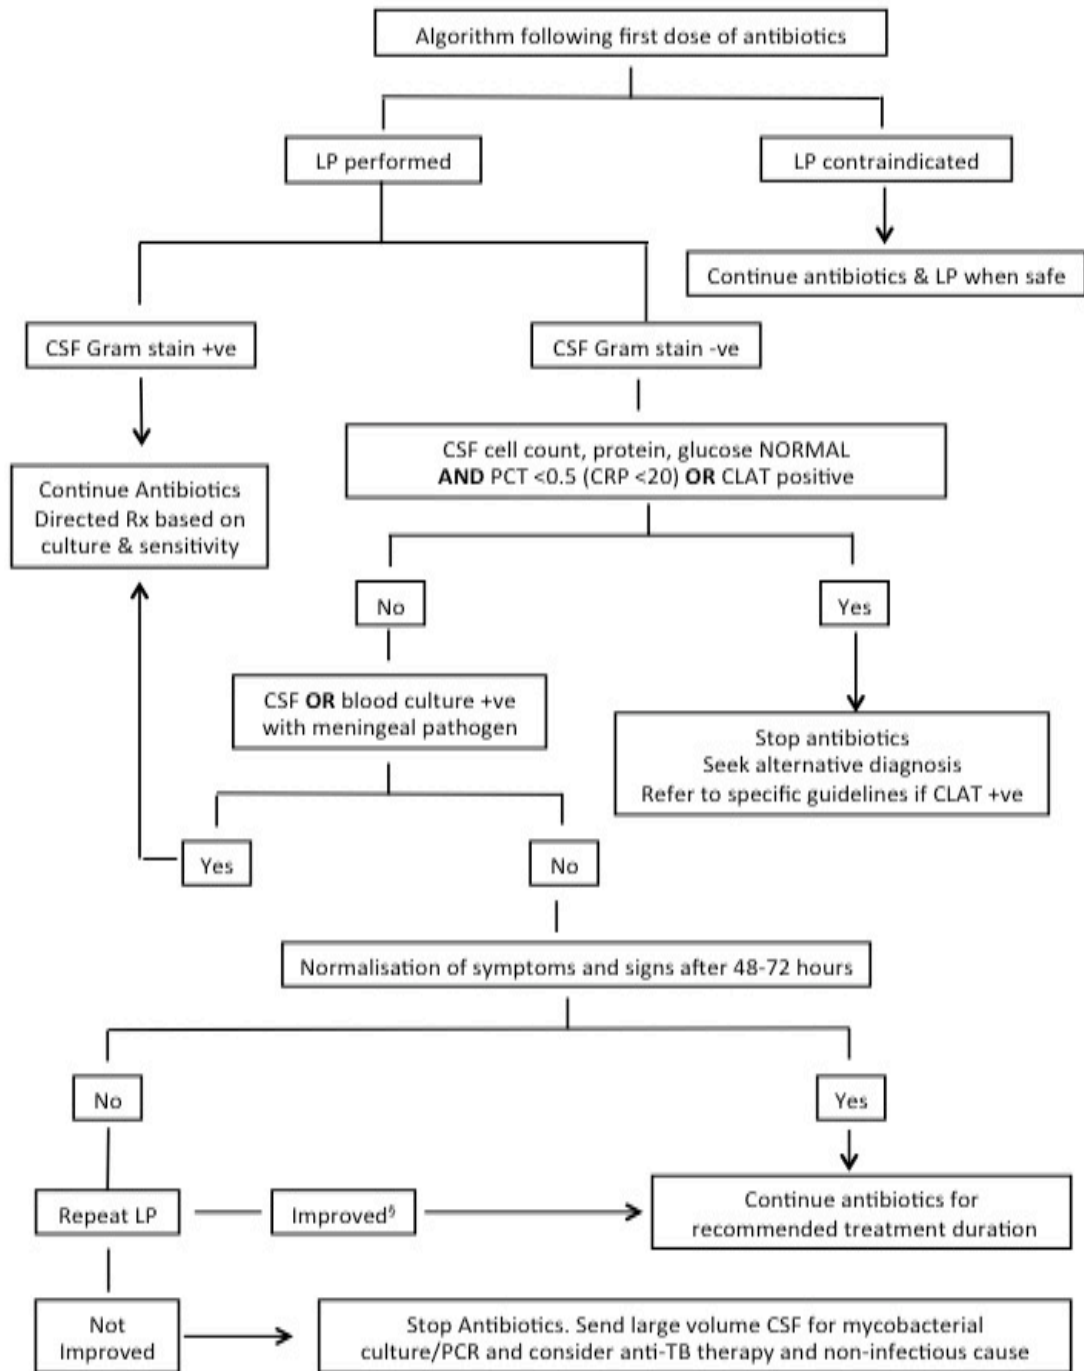 Algorithm following first dose of antibiotics
LP performed
LP contraindicated
Continue antibiotics & LP when safe
CSF Gram stain +ve
CSF Gram stain -ve
CSF cell count, protein, glucose NORMAL
AND PCT <0.5 (CRP <20) OR CLAT positive
Continue Antibiotics
Directed Rx based on
culture & sensitivity
No
Yes
CSF OR blood culture +ve
with meningeal pathogen
Stop antibiotics
Seek alternative diagnosis
Refer to specific guidelines if CLAT +ve
Yes
No
Normalisation of symptoms and signs after 48-72 hours
No
Yes
Repeat LP
Improved§
Continue antibiotics for
recommended treatment duration
Not
Improved
Stop Antibiotics. Send large volume CSF for mycobacterial
culture/PCR and consider anti-TB therapy and non-infectious cause